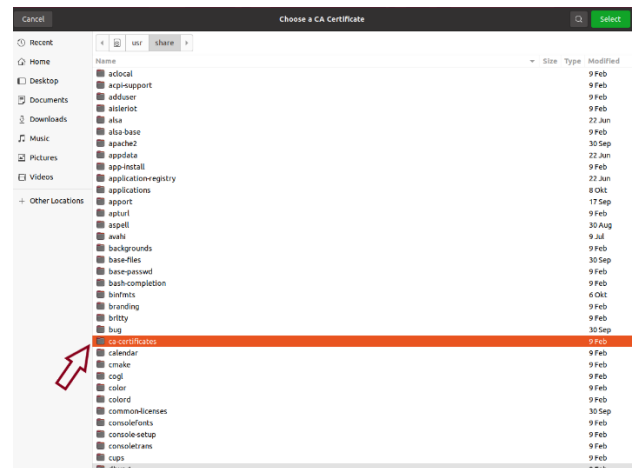 Cancel Choose a CA Certificate Select
Recent
Home
Desktop
Documents
Downloads
Music
Pictures
Videos
+ Other Locations
usr share
Name Size Type Modified
aclocal 9 Feb
acpi-support 9 Feb
adduser 9 Feb
aisleriot 9 Feb
alsa 22 Jun
alsa-base 9 Feb
apache2 30 Sep
appdata 22 Jun
app-install 9 Feb
application-registry 22 Jun
applications 8 Okt
apport 17 Sep
apturl 9 Feb
aspell 30 Aug
avahi 9 Jul
backgrounds 9 Feb
base-files 30 Sep
base-passwd 9 Feb
bash-completion 9 Feb
binfmts 6 Okt
branding 9 Feb
brltty 9 Feb
bug 30 Sep
ca-certificates 9 Feb
calendar 9 Feb
cmake 9 Feb
cogl 9 Feb
color 9 Feb
colord 9 Feb
common-licenses 30 Sep
consolefonts 9 Feb
console-setup 9 Feb
consoletrans 9 Feb
cups 9 Feb